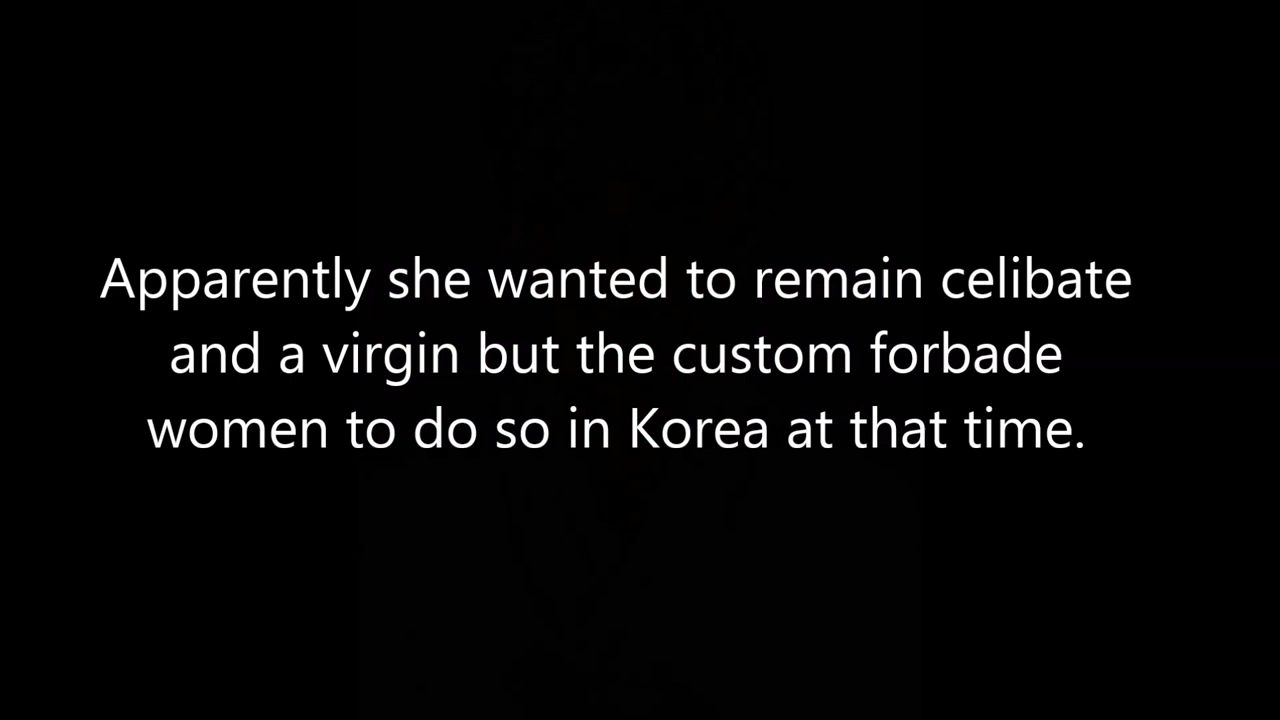 Apparently she wanted to remain celibate
and a virgin but the custom forbade
women to do so in Korea at that time.